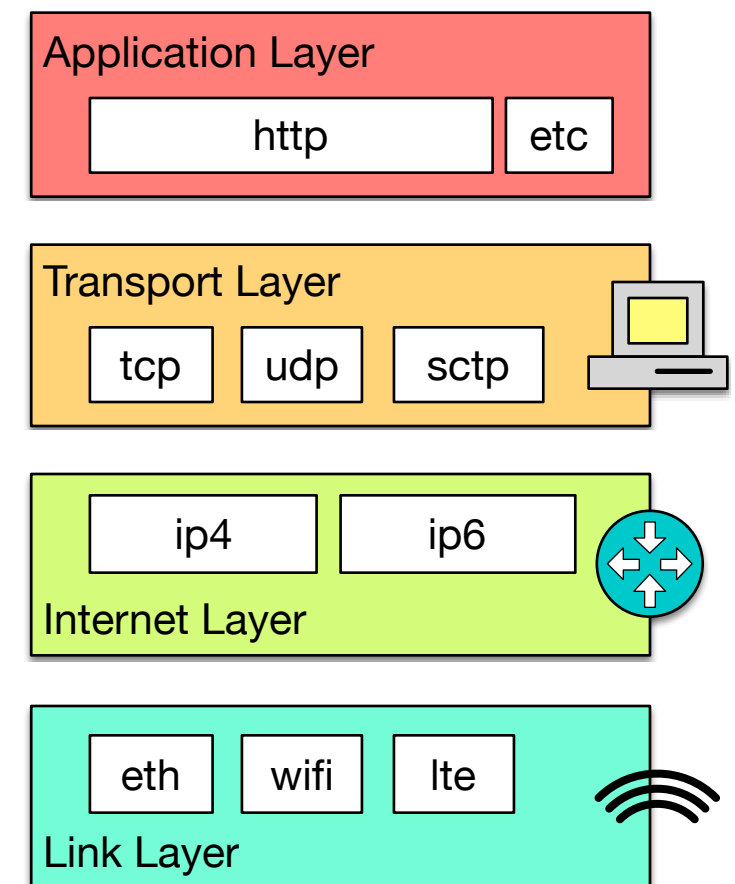 Application Layer
http etc
Transport Layer
tcp udp sctp
ip4 ip6
Internet Layer
eth wifi lte
Link Layer